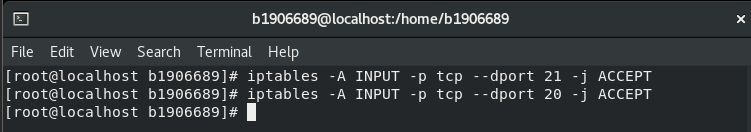 b1906689@localhost:/home/b1906689
File Edit View Search Terminal Help
[root@localhost b1906689]# iptables -A INPUT -p tcp --dport 21 -j ACCEPT
[root@localhost b1906689]# iptables -A INPUT -p tcp --dport 20 -j ACCEPT
[root@localhost b1906689]#